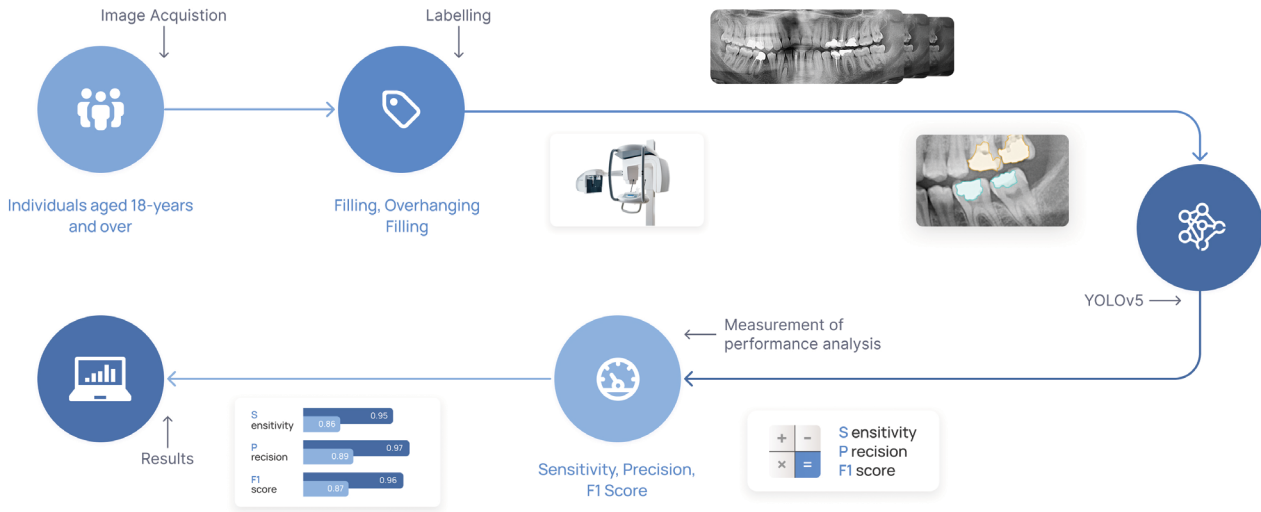 Image Acquistion
Labelling
Individuals aged 18-years
and over
Filling, Overhanging
Filling
YOLOv5
Measurement of
performance analysis
Sensitivity, Precision,
F1 Score
S ensitivity
P recision
F1 score
S
ensitivity
0.95
0.86
P
recision
0.97
0.89
F1
score
0.96
0.87
Results